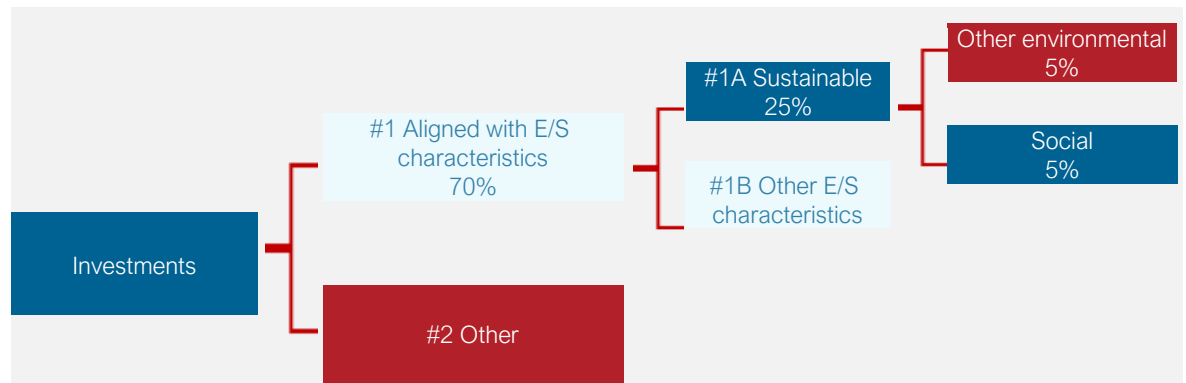 Investments
#1 Aligned with E/S
characteristics
70%
#2 Other
#1A Sustainable
25%
#1B Other E/S
characteristics
Other environmental
5%
Social
5%